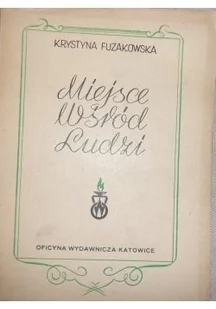 KRYSTYNA FUZAKOWSKA
Miejsce
Wśród
Ludzi
OFICYNA WYDAWNICZA KATOWICE